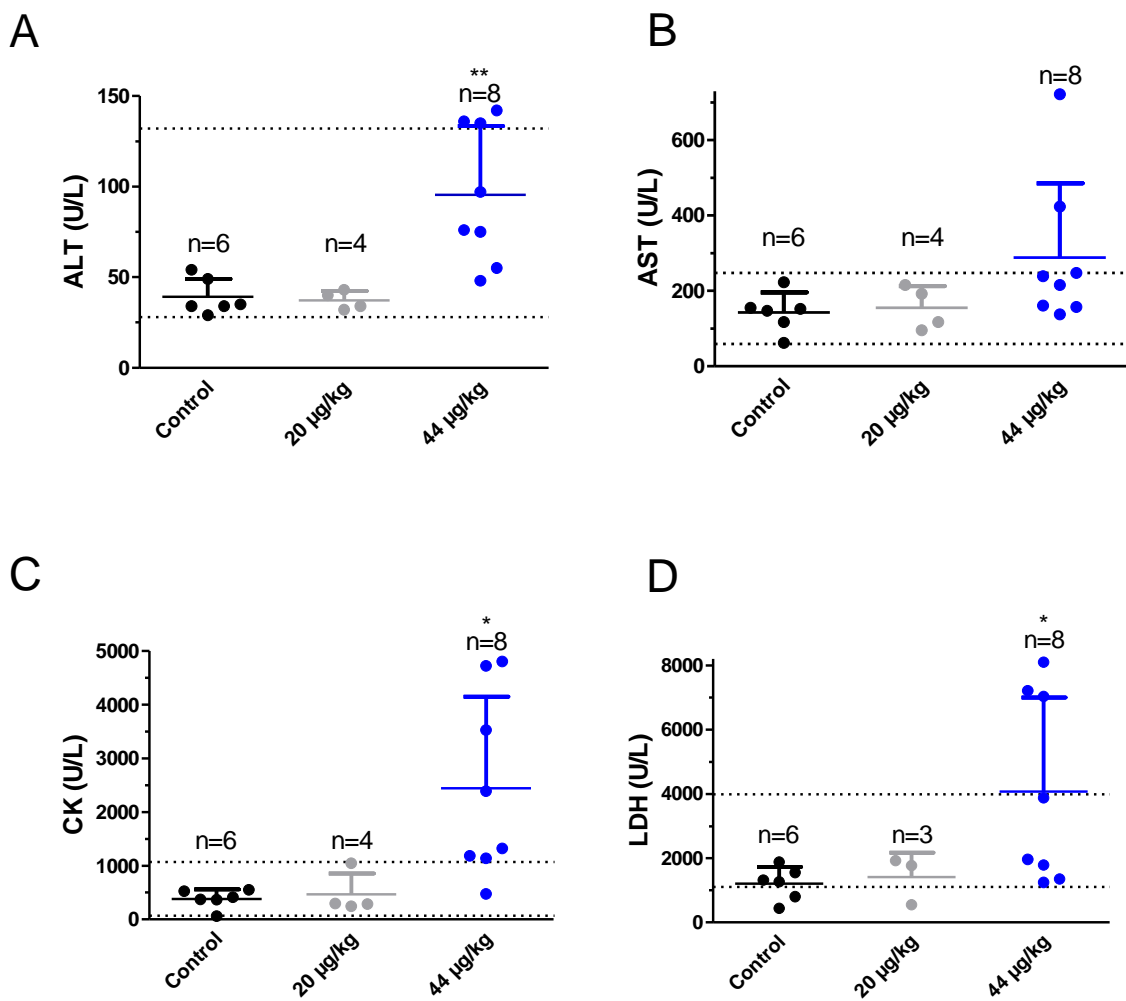 A
ALT (U/L)
150
100
50
0
**
n=8
n=6
n=4
Control
20 µg/kg
44 µg/kg
B
AST (U/L)
600
400
200
0
n=8
n=6
n=4
Control
20 µg/kg
44 µg/kg
C
CK (U/L)
5000
4000
3000
2000
1000
0
*
n=8
n=6
n=4
Control
20 µg/kg
44 µg/kg
D
LDH (U/L)
8000
6000
4000
2000
0
*
n=8
n=6
n=3
Control
20 µg/kg
44 µg/kg